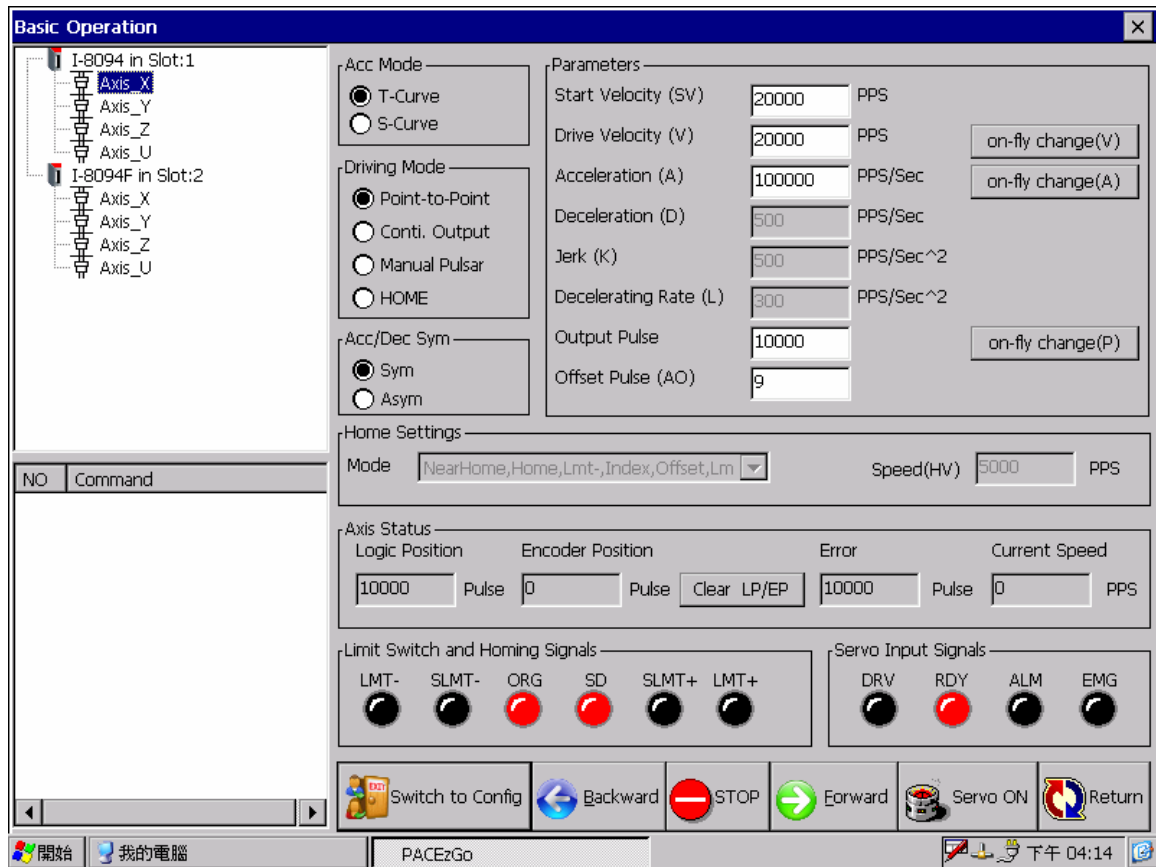 Basic Operation
I-8094 in Slot:1
Axis_X
Axis_Y
Axis_Z
Axis_U
I-8094F in Slot:2
Axis_X
Axis_Y
Axis_Z
Axis_U
NO Command
Acc Mode
T-Curve
S-Curve
Driving Mode
Point-to-Point
Conti. Output
Manual Pulsar
HOME
Acc/Dec Sym
Sym
Asym
Parameters
Start Velocity (SV) 20000 PPS
Drive Velocity (V) 20000 PPS on-fly change(V)
Acceleration (A) 100000 PPS/Sec on-fly change(A)
Deceleration (D) 500 PPS/Sec
Jerk (K) 500 PPS/Sec^2
Decelerating Rate (L) 300 PPS/Sec^2
Output Pulse 10000 on-fly change(P)
Offset Pulse (AO) 9
Home Settings
Mode NearHome,Home,Lmt-,Index,Offset,Lm Speed(HV) 5000 PPS
Axis Status
Logic Position Encoder Position Error Current Speed
10000 Pulse 0 Pulse Clear LP/EP 10000 Pulse 0 PPS
Limit Switch and Homing Signals
LMT- SLMT- ORG SD SLMT+ LMT+
Servo Input Signals
DRV RDY ALM EMG
EXIT Switch to Config Backward STOP Forward Servo ON Return
開始 我的電腦 PACEzGo 下午 04:14